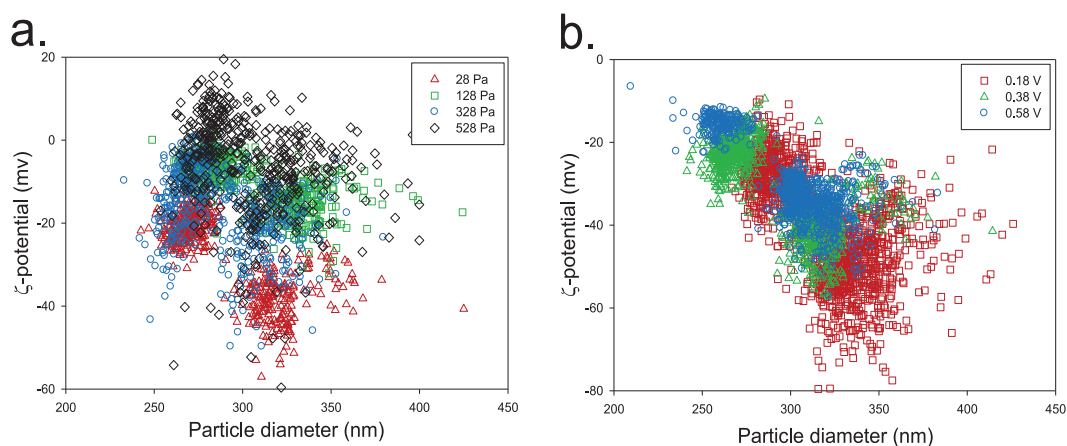 a.
20
0
-20
-40
-60
ζ-potential (mv)
200
250
300
350
400
450
Particle diameter (nm)
28 Pa
128 Pa
328 Pa
528 Pa
b.
0
-20
-40
-60
-80
ζ-potential (mv)
200
250
300
350
400
450
Particle diameter (nm)
0.18 V
0.38 V
0.58 V